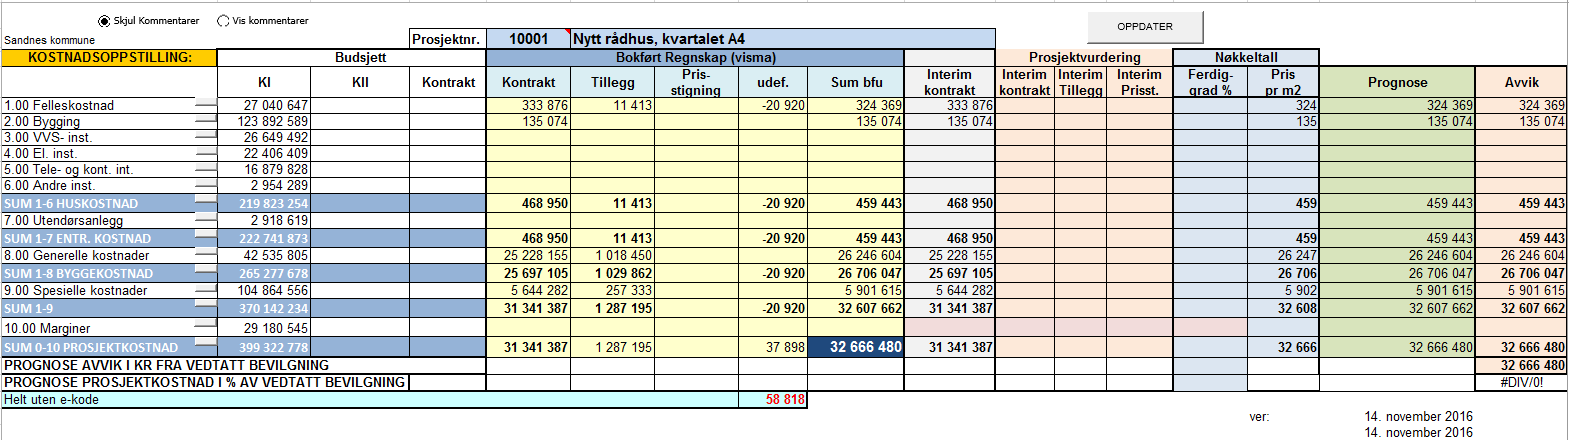 Skjul Kommentarer Vis kommentarer OPPDATER
Sandnes kommune Prosjektnr. 10001 Nytt rådhus, kvartalet A4
KOSTNADSOPPSTILLING: Budsjett Bokført Regnskap (visma) Prosjektvurdering Nøkkeltall
KI KII Kontrakt Kontrakt Tillegg Pris- udef. Sum bfu Interim Interim Interim Interim Ferdig- Pris Prognose Avvik
stigning kontrakt kontrakt Tillegg Prisst. grad % pr m2
1.00 Felleskostnad 27 040 647 333 876 11 413 -20 920 324 369 333 876 324 324 369 324 369
2.00 Bygging 123 892 589 135 074 135 074 135 074 135 135 074 135 074
3.00 VVS- inst. 26 649 492
4.00 El. inst. 22 406 409
5.00 Tele- og kont. int. 16 879 828
6.00 Andre inst. 2 954 289
SUM 1-6 HUSKOSTNAD 219 823 254 468 950 11 413 -20 920 459 443 468 950 459 459 443 459 443
7.00 Utendørsanlegg 2 918 619
SUM 1-7 ENTR. KOSTNAD 222 741 873 468 950 11 413 -20 920 459 443 468 950 459 459 443 459 443
8.00 Generelle kostnader 42 535 805 25 228 155 1 018 450 26 246 604 25 228 155 26 247 26 246 604 26 246 604
SUM 1-8 BYGGEKOSTNAD 265 277 678 25 697 105 1 029 862 -20 920 26 706 047 25 697 105 26 706 26 706 047 26 706 047
9.00 Spesielle kostnader 104 864 556 5 644 282 257 333 5 901 615 5 644 282 5 902 5 901 615 5 901 615
SUM 1-9 370 142 234 31 341 387 1 287 195 -20 920 32 607 662 31 341 387 32 608 32 607 662 32 607 662
10.00 Marginer 29 180 545
SUM 0-10 PROSJEKTKOSTNAD 399 322 778 31 341 387 1 287 195 37 898 32 666 480 31 341 387 32 666 32 666 480 32 666 480
PROGNOSE AVVIK I KR FRA VEDTATT BEVILGNING 32 666 480
PROGNOSE PROSJEKTKOSTNAD I % AV VEDTATT BEVILGNING #DIV/0!
Helt uten e-kode 58 818
ver: 14. november 2016
14. november 2016